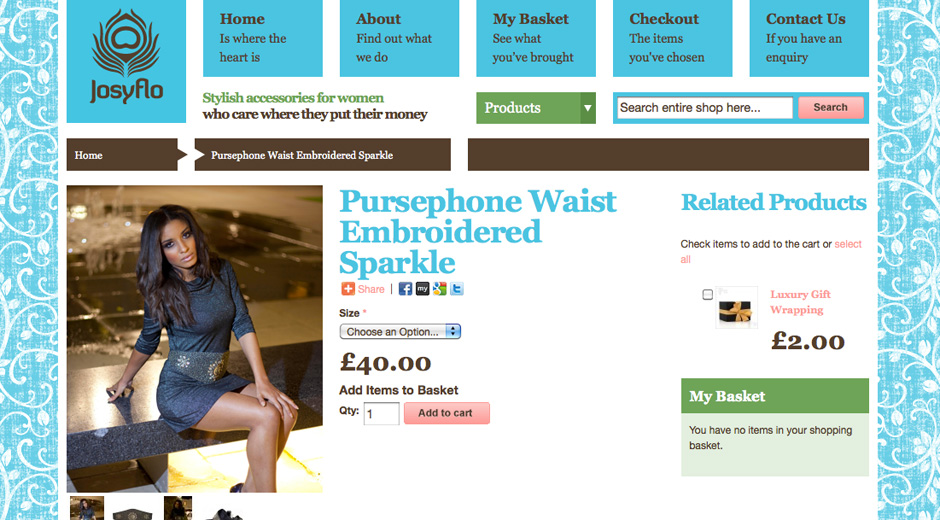 Josyflo
Home
Is where the
heart is
About
Find out what
we do
My Basket
See what
you've brought
Checkout
The items
you've chosen
Contact Us
If you have an
enquiry
Stylish accessories for women
who care where they put their money
Products
Search entire shop here...
Search
Home
Pursephone Waist Embroidered Sparkle
Pursephone Waist
Embroidered
Sparkle
Share |
my
Size *
Choose an Option...
£40.00
Add Items to Basket
Qty: 1
Add to cart
Related Products
Check items to add to the cart or select
all
Luxury Gift
Wrapping
£2.00
My Basket
You have no items in your shopping
basket.